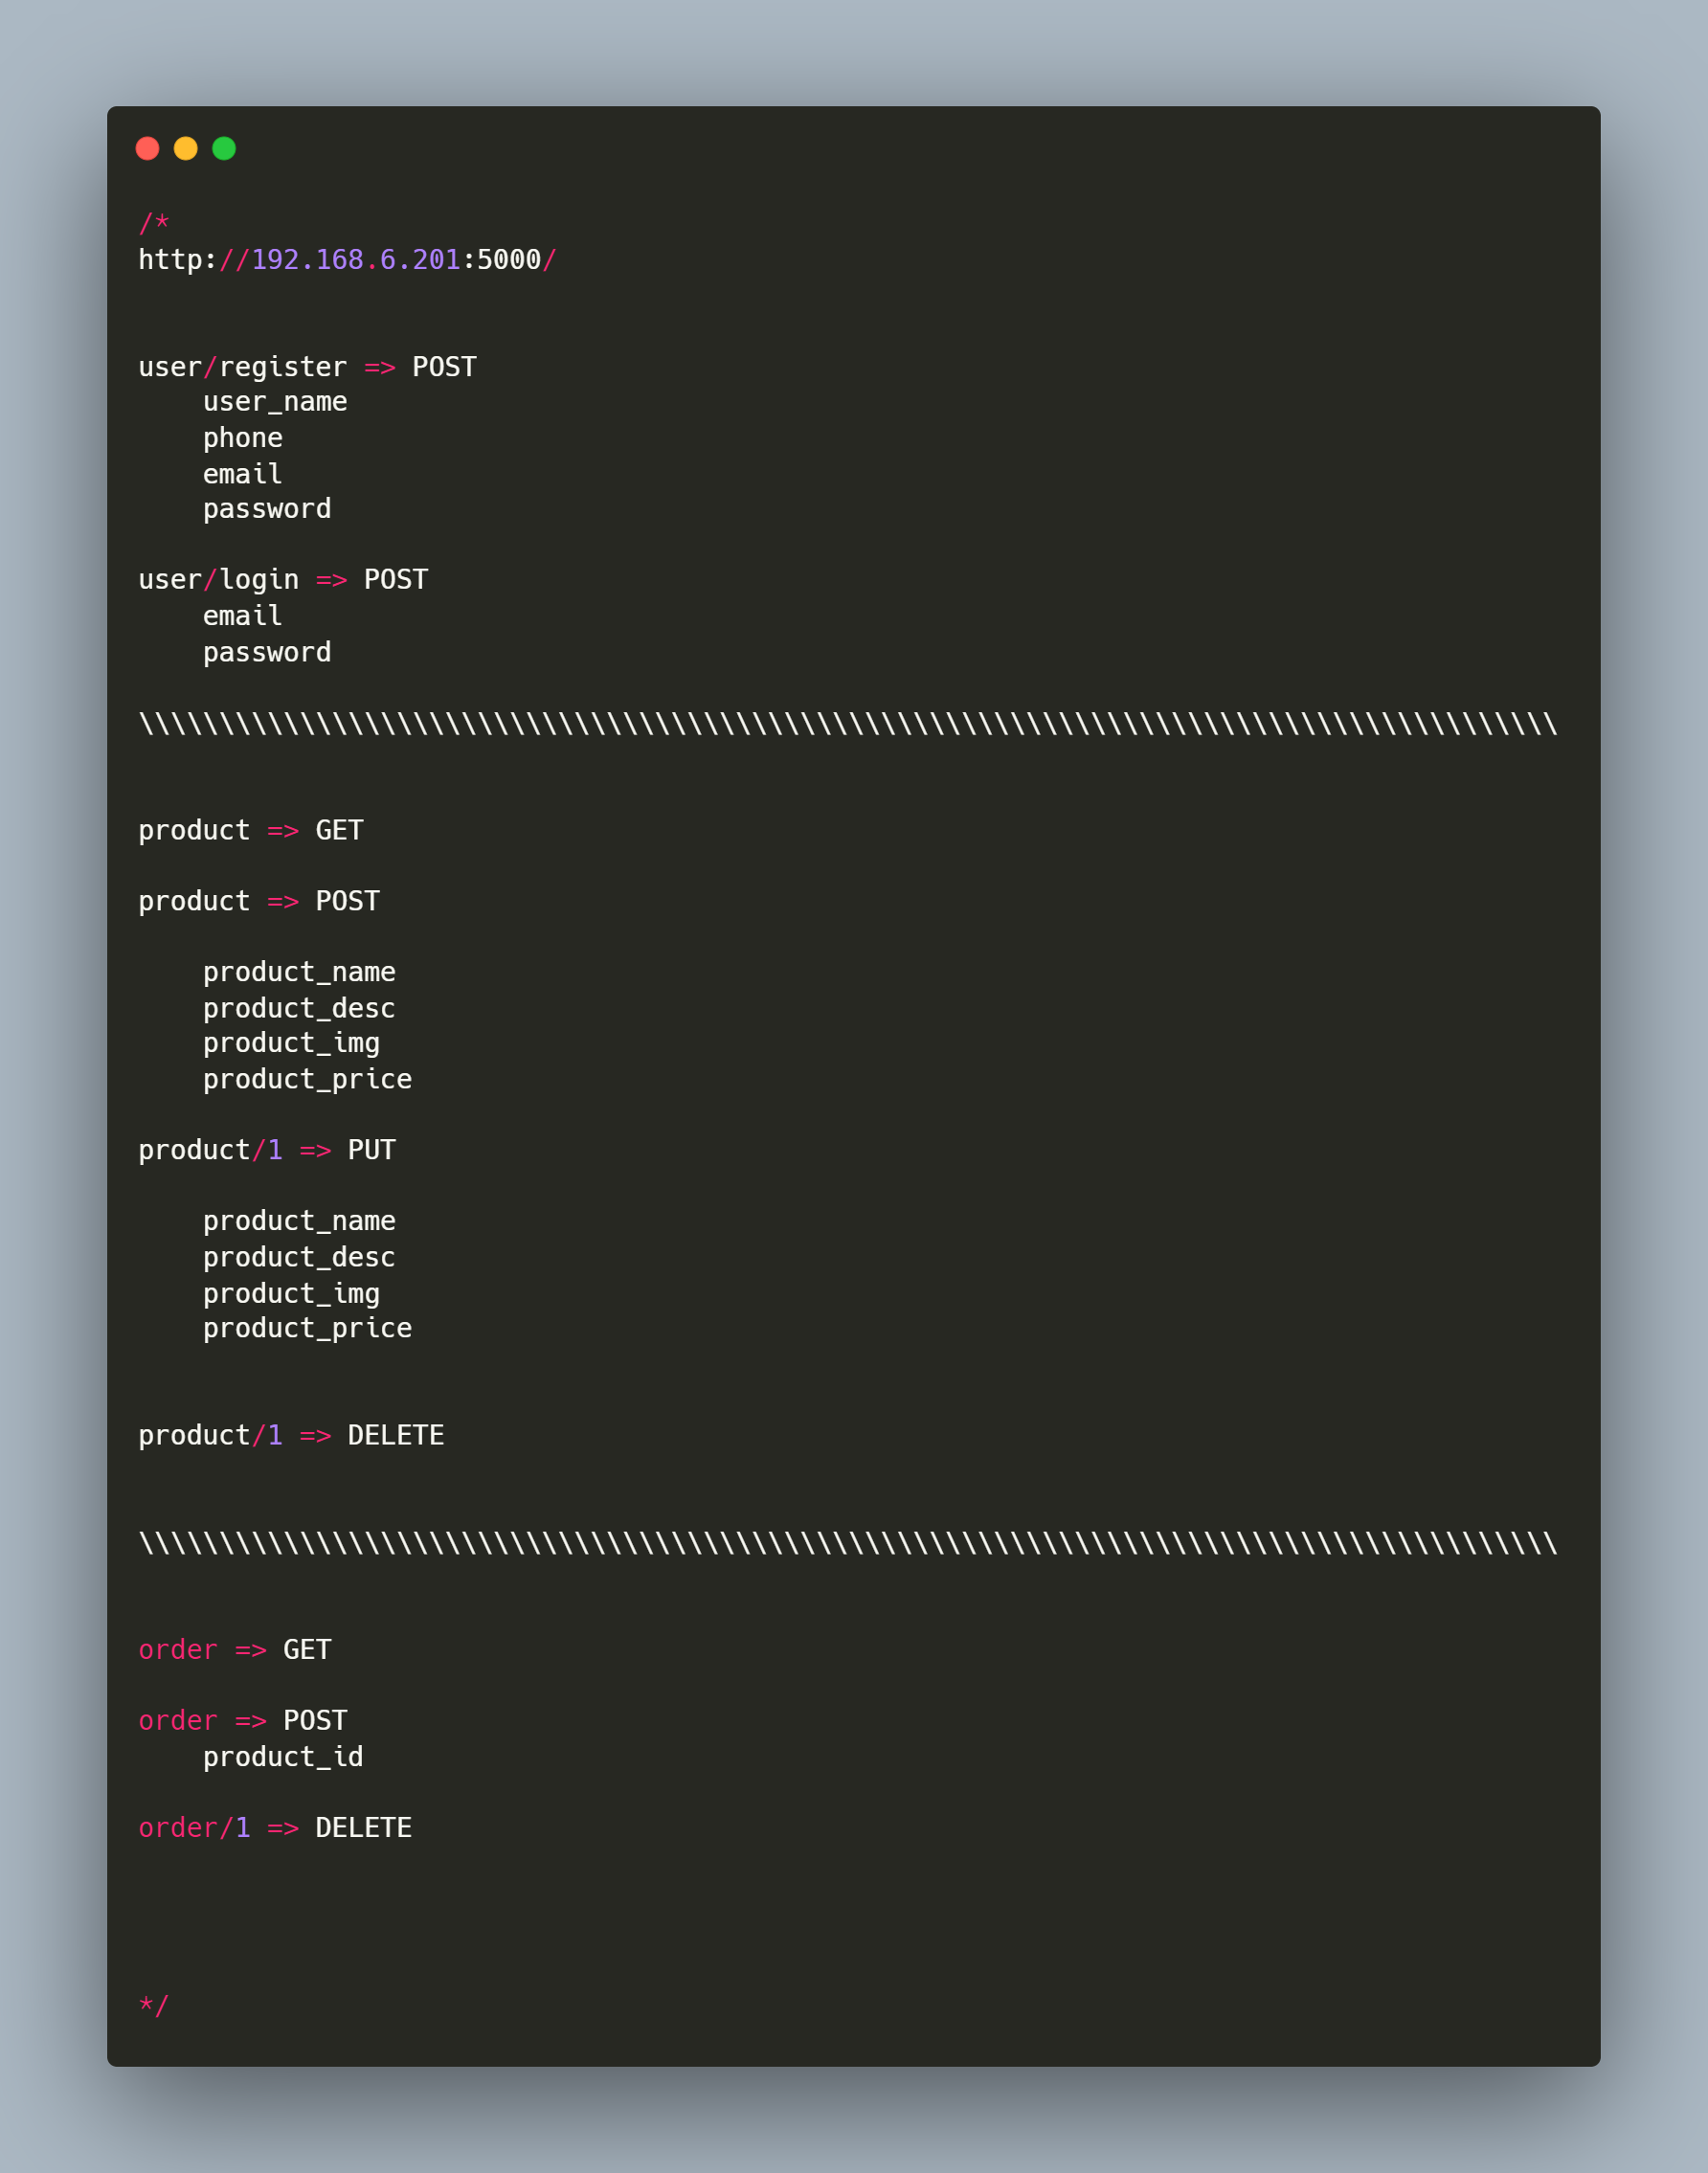 /*
http://192.168.6.201:5000/
user/register => POST
user_name
phone
email
password
user/login => POST
email
password
\\\\\\\\\\\\\\\\\\\\\\\\\\\\\\\\\\\\\\\\\\\\\\\\\\\\\\\\\\\\\\\\\\\\\\\\\\\\\\\\\\\\\\\\
product => GET
product => POST
product_name
product_desc
product_img
product_price
product/1 => PUT
product_name
product_desc
product_img
product_price
product/1 => DELETE
\\\\\\\\\\\\\\\\\\\\\\\\\\\\\\\\\\\\\\\\\\\\\\\\\\\\\\\\\\\\\\\\\\\\\\\\\\\\\\\\\\\\\\\\
order => GET
order => POST
product_id
order/1 => DELETE
*/